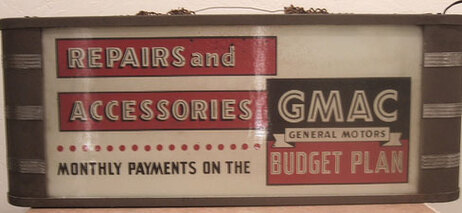 REPAIRS and
ACCESSORIES
MONTHLY PAYMENTS ON THE
GMAC
GENERAL MOTORS
BUDGET PLAN